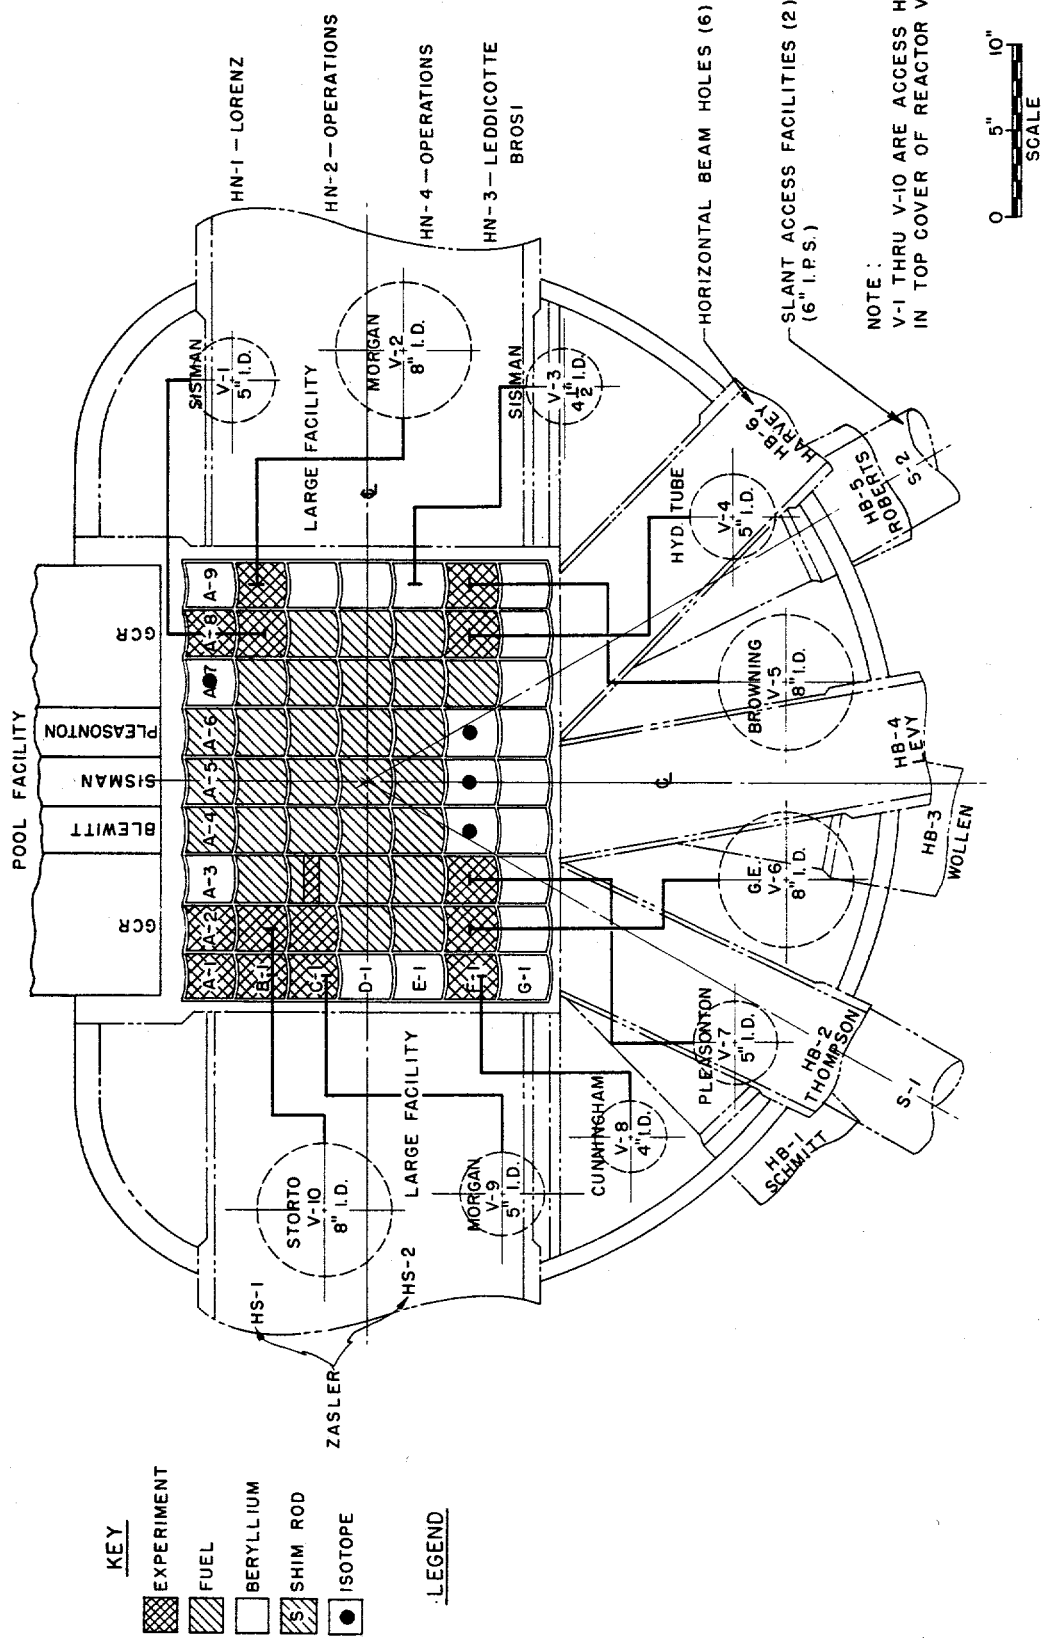 POOL FACILITY
GCR
BLEWITT
SISMAN
PLEASONTON
GCR
A-1
A-2
A-3
A-4
A-5
A-6
A-7
A-8
A-9
B-1
C-1
D-1
E-1
F-1
G-1
SISMAN
V-1
5" I.D.
LARGE FACILITY
MORGAN
V-2
8" I.D.
SISMAN
V-3
4 1/2" I.D.
HYD. TUBE
V-4
5" I.D.
BROWNING
V-5
8" I.D.
G.E.
V-6
8" I.D.
PLEASONTON
V-7
5" I.D.
CUNNINGHAM
V-8
4" I.D.
MORGAN
V-9
5" I.D.
STORTO
V-10
8" I.D.
LARGE FACILITY
HS-1
HS-2
ZASLER
HN-1 — LORENZ
HN-2 — OPERATIONS
HN-4 — OPERATIONS
HN-3 — LEDDICOTTE
BROSI
HB-1
SCHMITT
S-1
HB-2
THOMPSON
HB-3
WOLLEN
HB-4
LEVY
HB-5
ROBERTS
S-2
HB-6
HARVEY
HORIZONTAL BEAM HOLES (6)
SLANT ACCESS FACILITIES (2)
(6" I.P.S.)
NOTE :
V-1 THRU V-10 ARE ACCESS
IN TOP COVER OF REACTOR
0 5" 10"
SCALE
KEY
EXPERIMENT
FUEL
BERYLLIUM
S SHIM ROD
ISOTOPE
LEGEND